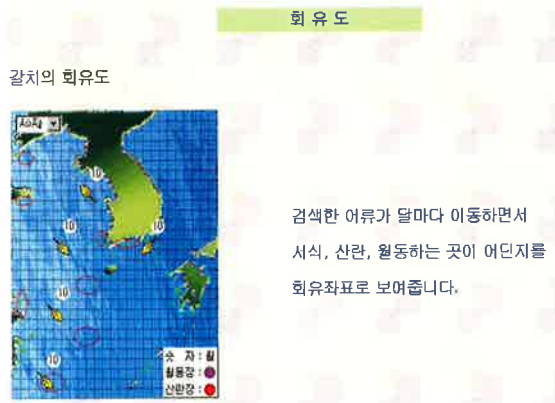 회 유 도
갈치의 회유도
10
10
10
10
10
검색한 어류가 달마다 이동하면서
서식, 산란, 월동하는 곳이 어딘지를
회유좌표로 보여줍니다.
숫 자 : 월
월동장 :
산란장 :